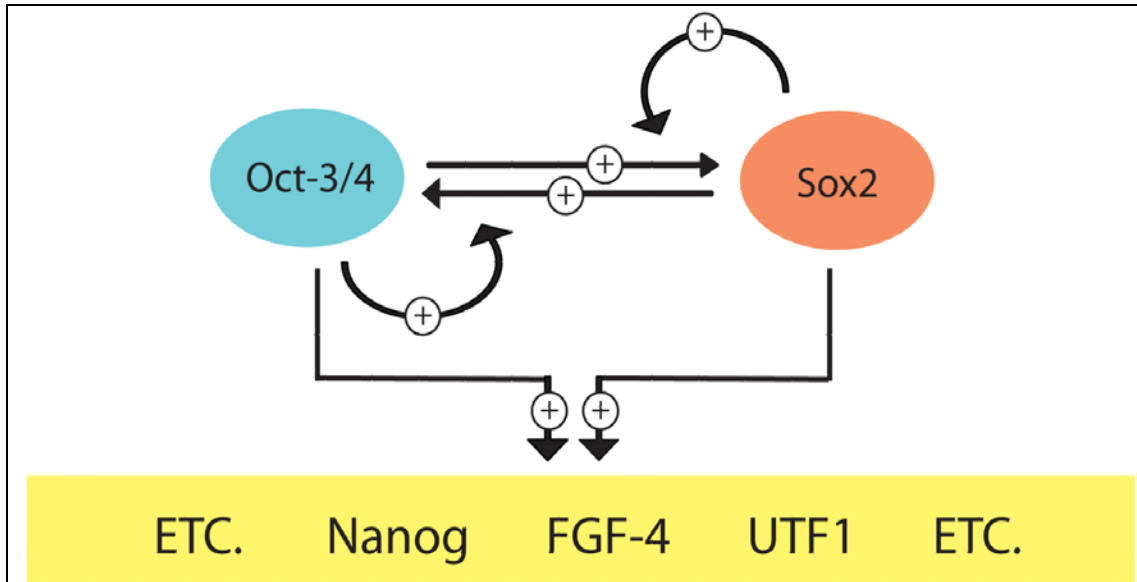 +
Oct-3/4 + Sox2
+
+
+ +
ETC. Nanog FGF-4 UTF1 ETC.